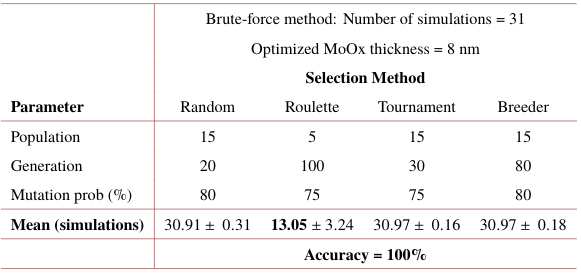 Brute-force method: Number of simulations = 31
Optimized MoOx thickness = 8 nm
Selection Method
Parameter Random Roulette Tournament Breeder
Population 15 5 15 15
Generation 20 100 30 80
Mutation prob (%) 80 75 75 80
Mean (simulations) 30.91 ± 0.31 13.05 ± 3.24 30.97 ± 0.16 30.97 ± 0.18
Accuracy = 100%